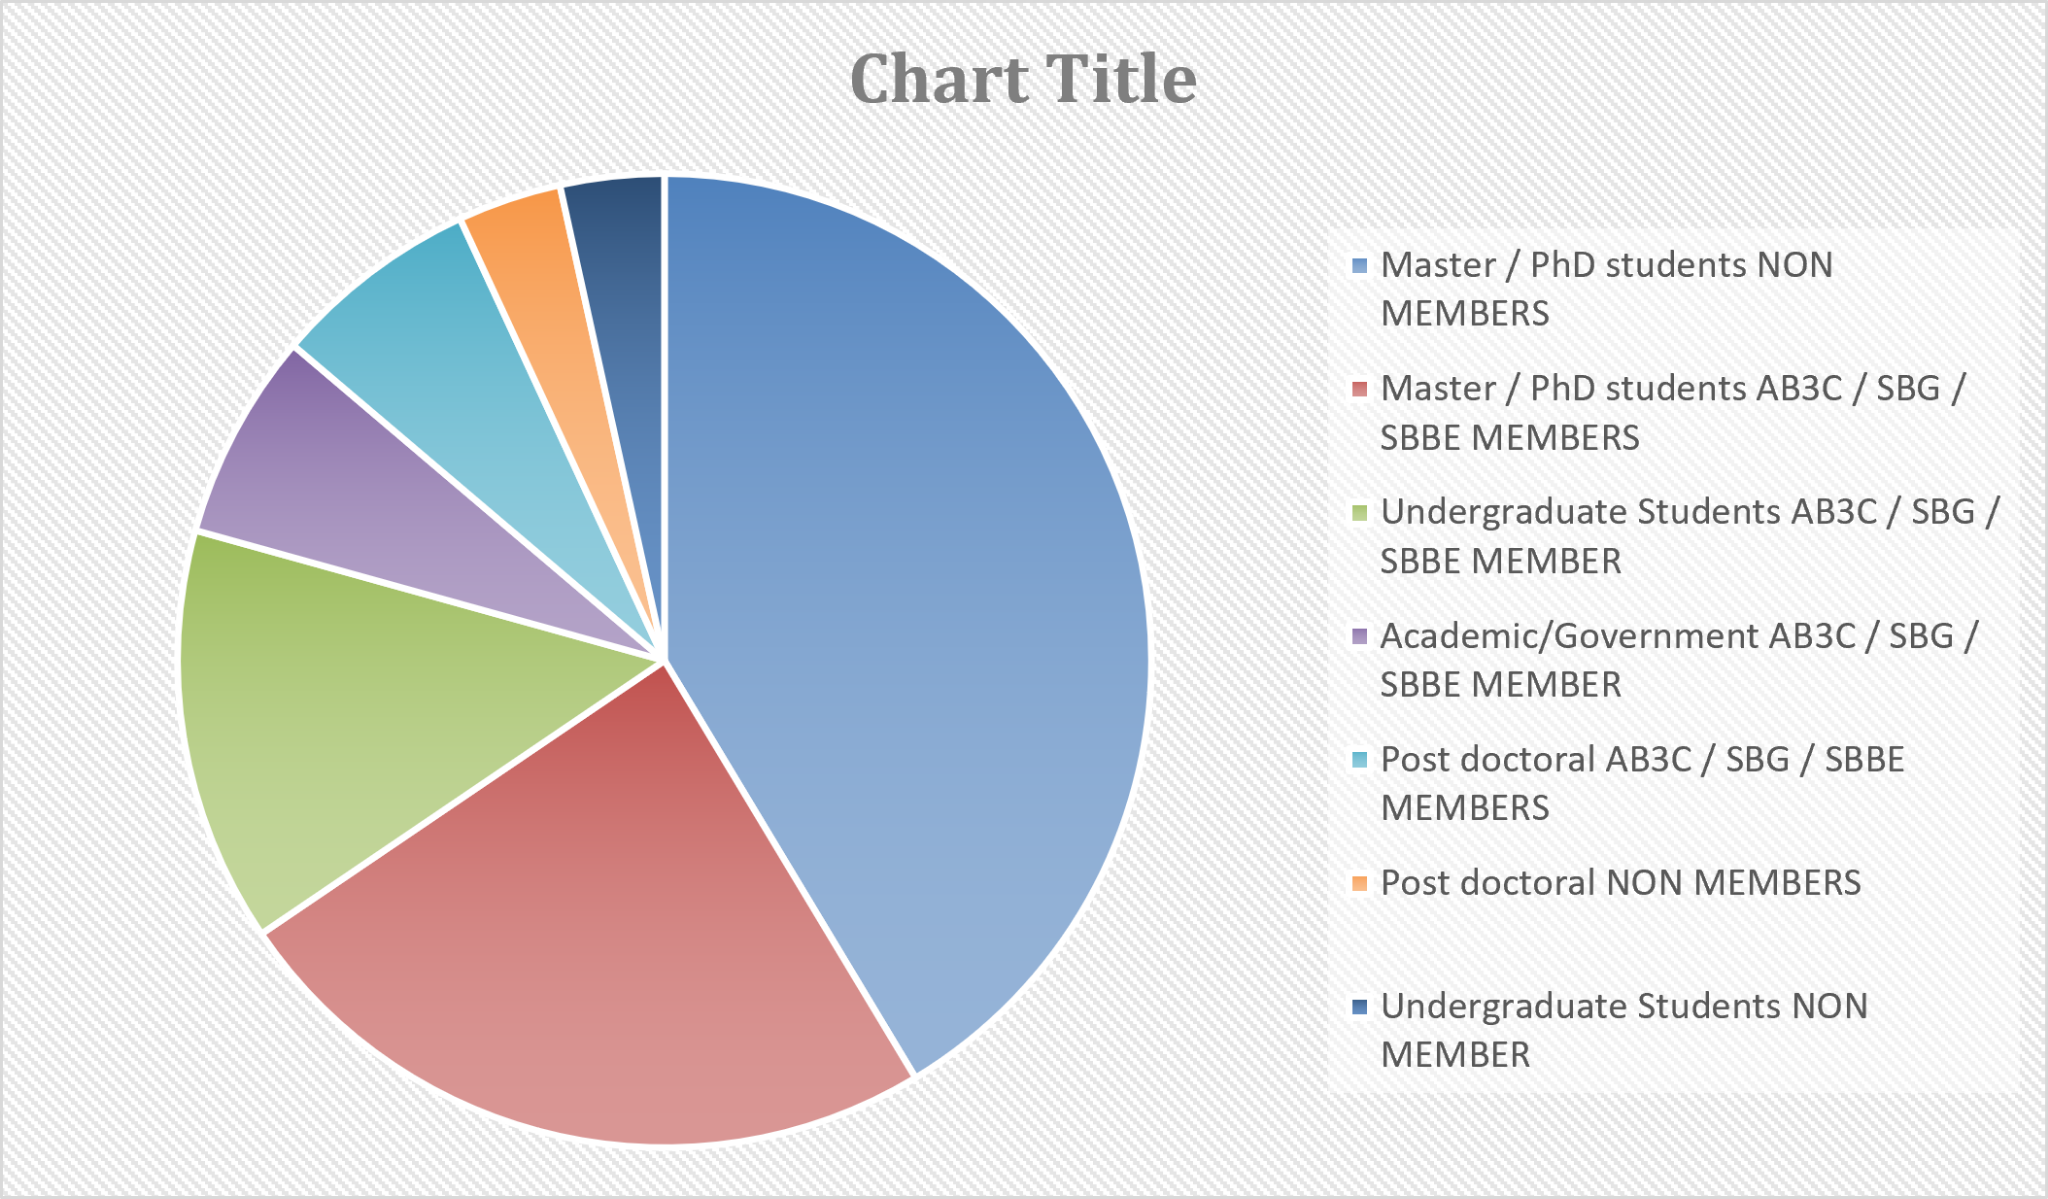 Chart Title
Master / PhD students NON
MEMBERS
Master / PhD students AB3C / SBG /
SBBE MEMBERS
Undergraduate Students AB3C / SBG /
SBBE MEMBER
Academic/Government AB3C / SBG /
SBBE MEMBER
Post doctoral AB3C / SBG / SBBE
MEMBERS
Post doctoral NON MEMBERS
Undergraduate Students NON
MEMBER